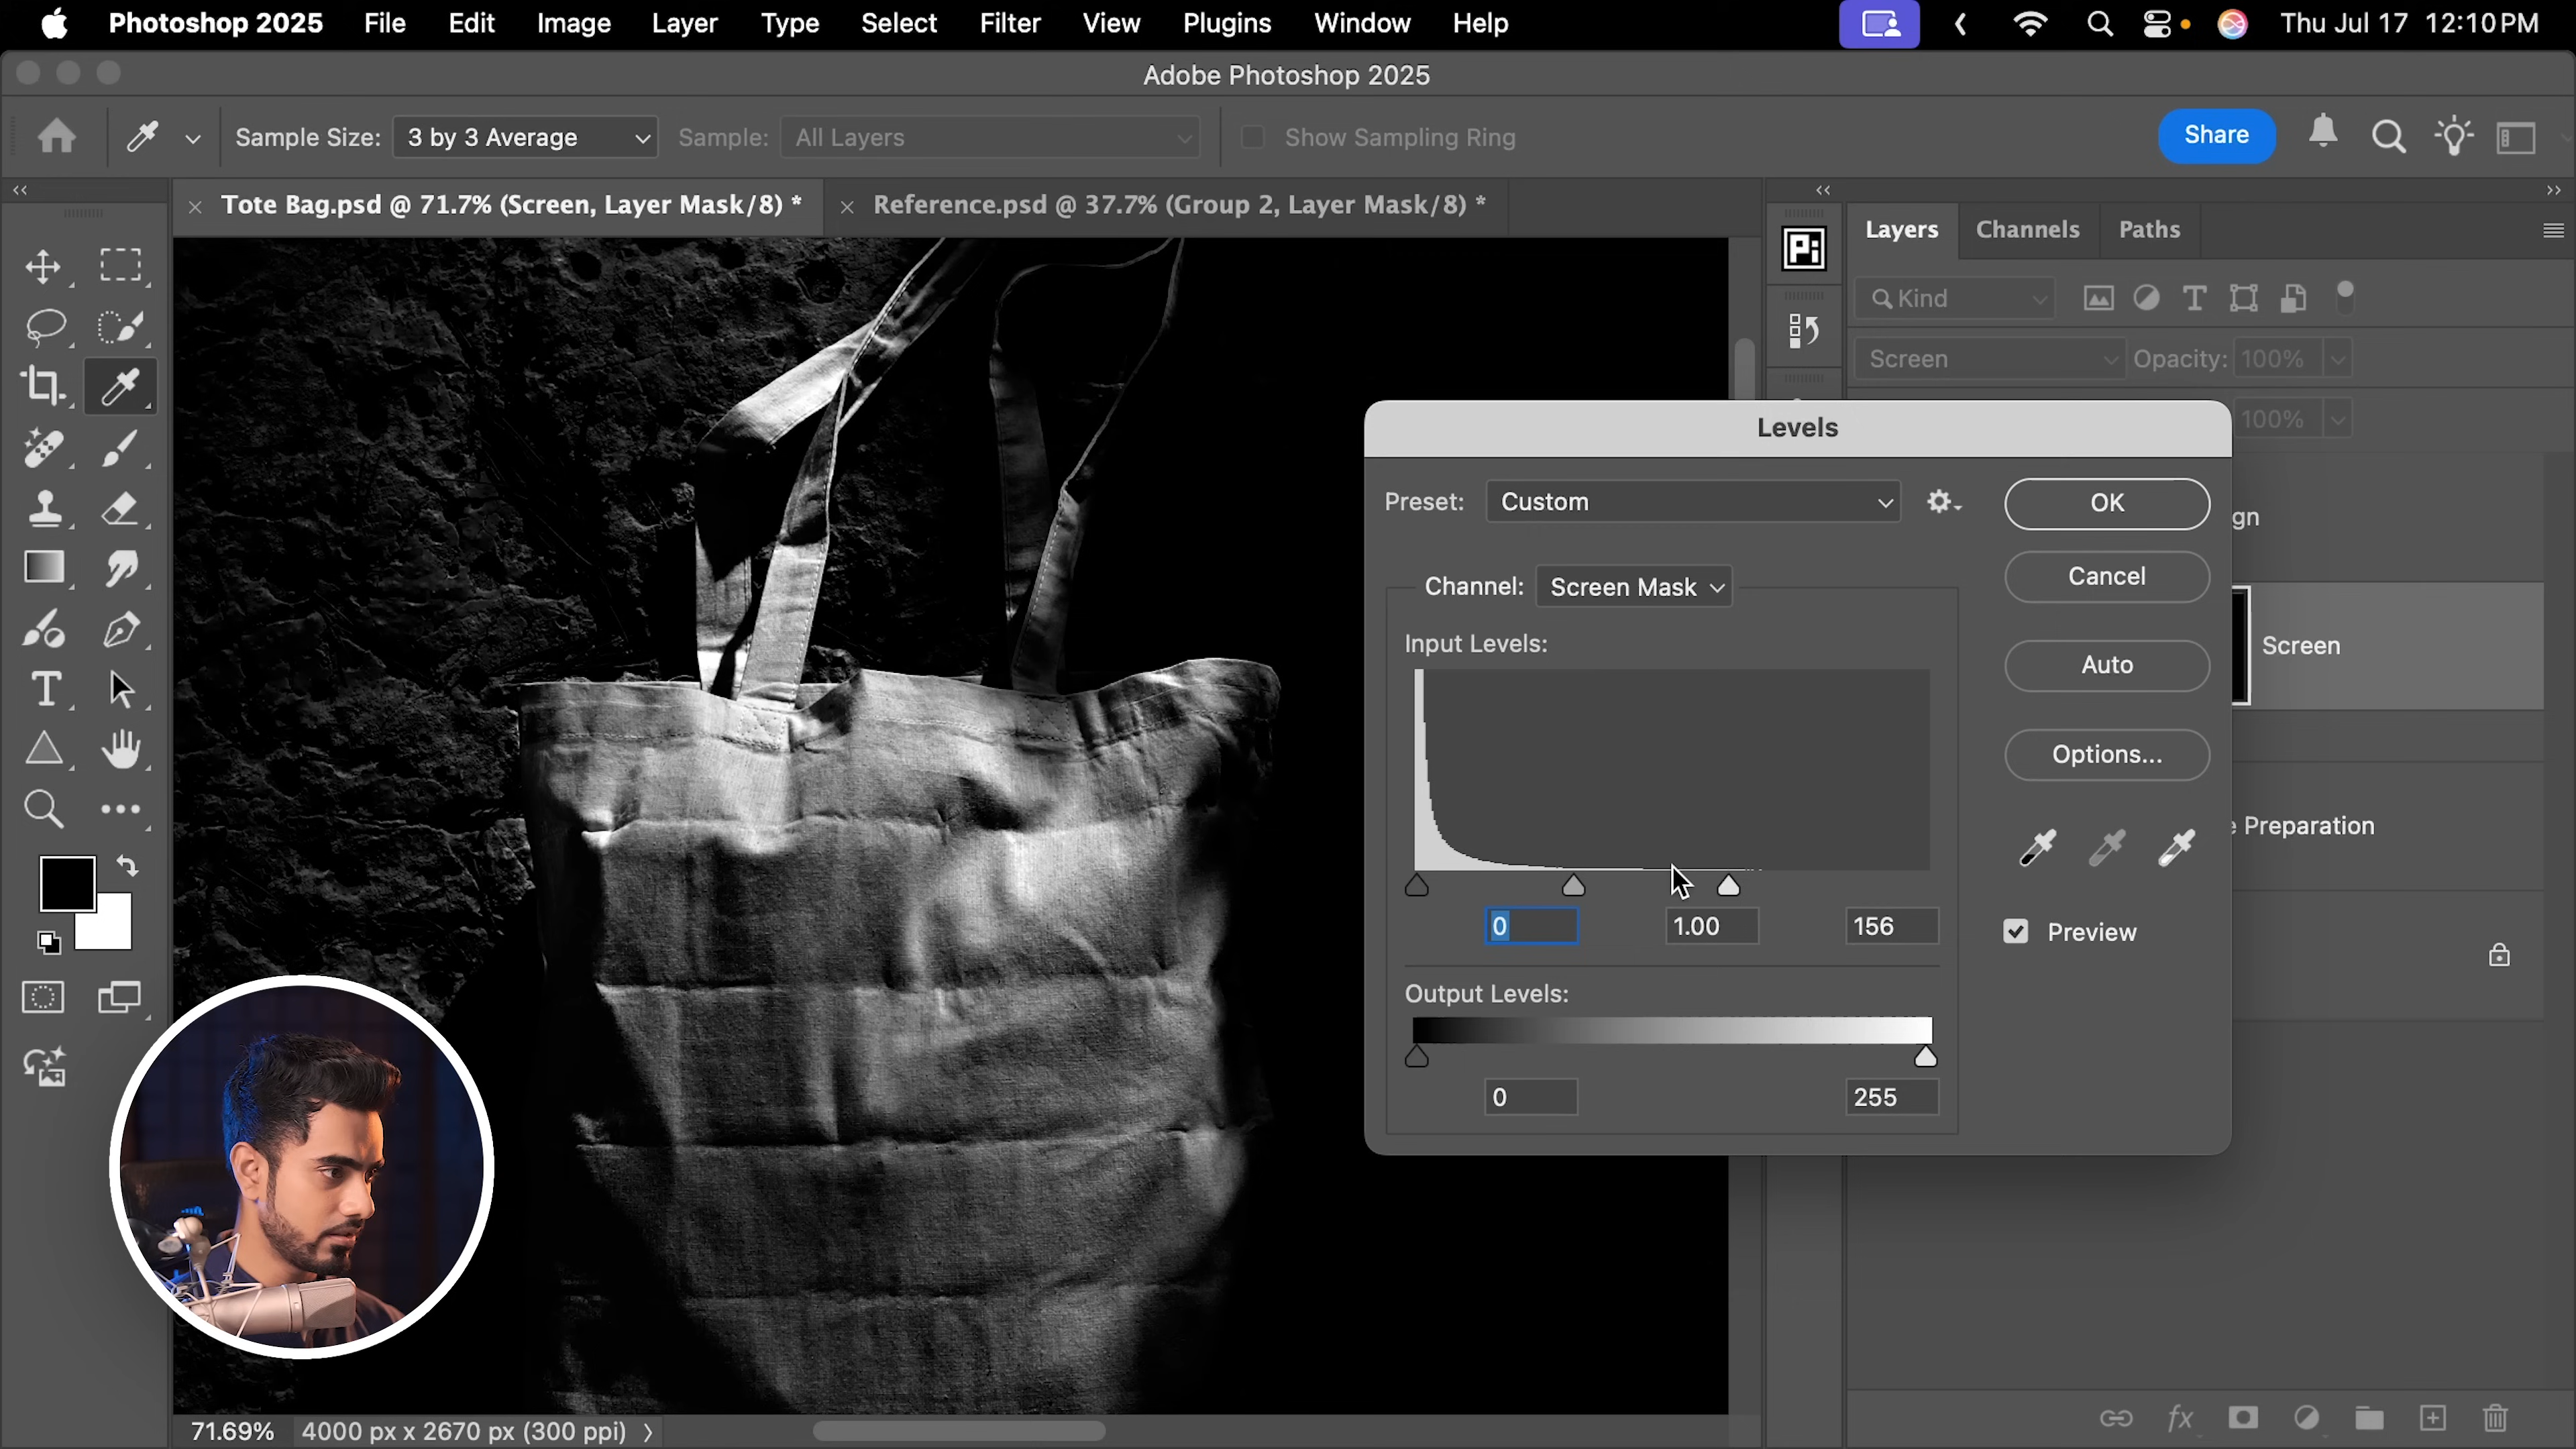 Photoshop 2025 File Edit Image Layer Type Select Filter View Plugins Window Help Thu Jul 17 12:10 PM
Adobe Photoshop 2025
Sample Size: 3 by 3 Average Sample: All Layers Show Sampling Ring Share
Tote Bag.psd @ 71.7% (Screen, Layer Mask/8) * Reference.psd @ 37.7% (Group 2, Layer Mask/8) *
Layers Channels Paths
Kind
Screen Opacity: 100%
100%
Levels
Preset: Custom OK
gn
Channel: Screen Mask Cancel
Input Levels:
Screen
Auto
Options...
e Preparation
0 1.00 156
Preview
Output Levels:
0 255
71.69% 4000 px x 2670 px (300 ppi)